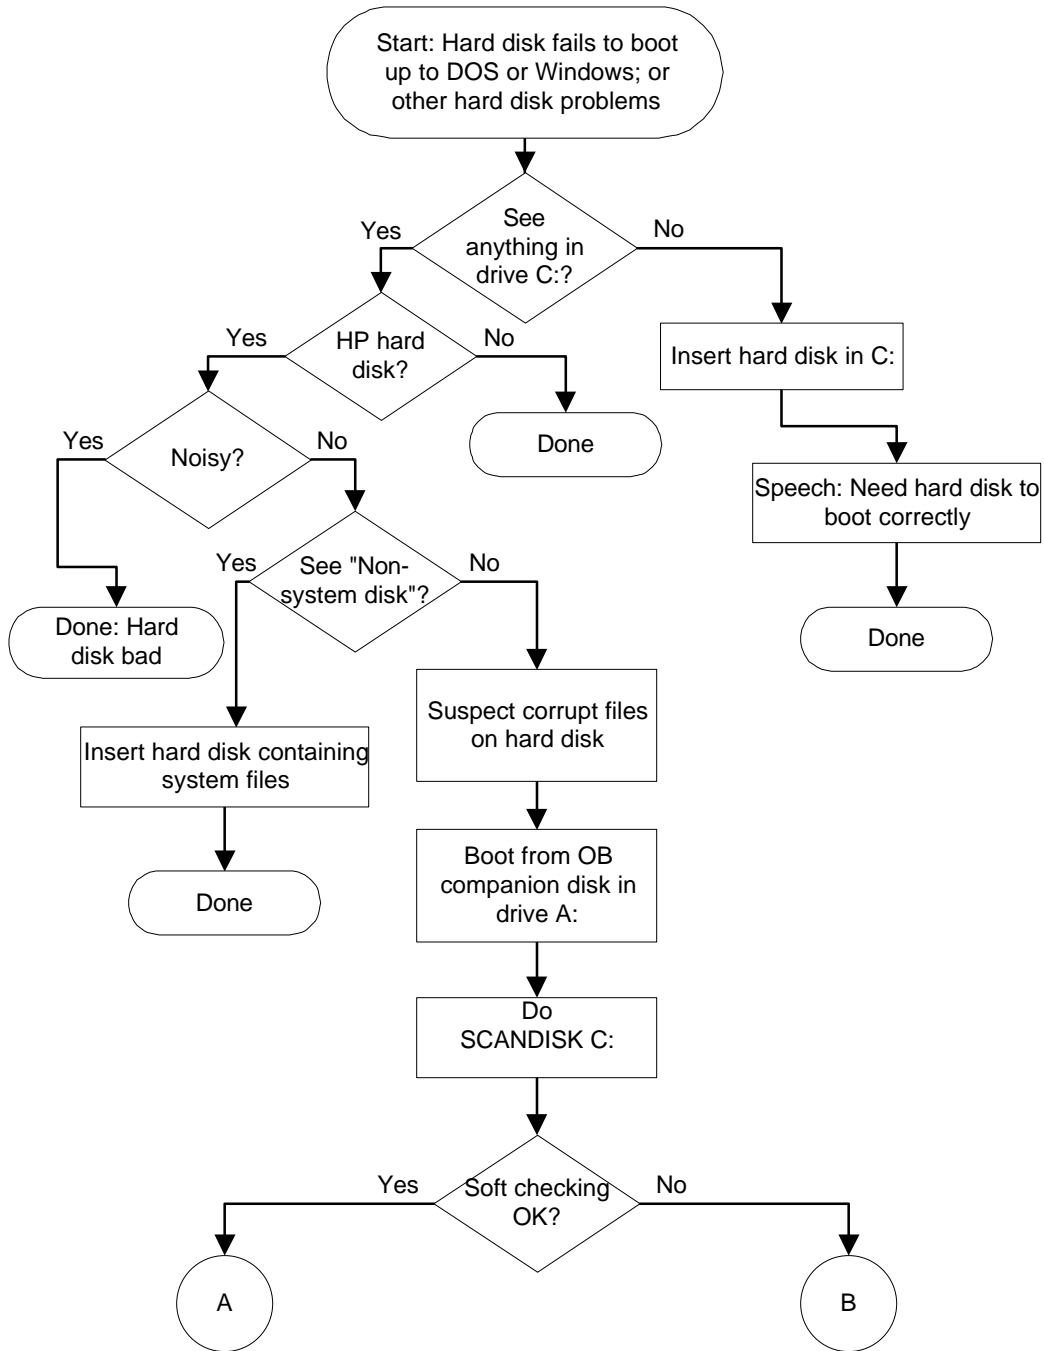 Start: Hard disk fails to boot
up to DOS or Windows; or
other hard disk problems
See
anything in
drive C:?
Yes
No
HP hard
disk?
Yes
No
Insert hard disk in C:
Done
Noisy?
Yes
No
Speech: Need hard disk to
boot correctly
See "Non-
system disk"?
Yes
No
Done: Hard
disk bad
Done
Suspect corrupt files
on hard disk
Insert hard disk containing
system files
Boot from OB
companion disk in
drive A:
Done
Do
SCANDISK C:
Soft checking
OK?
Yes
No
A
B